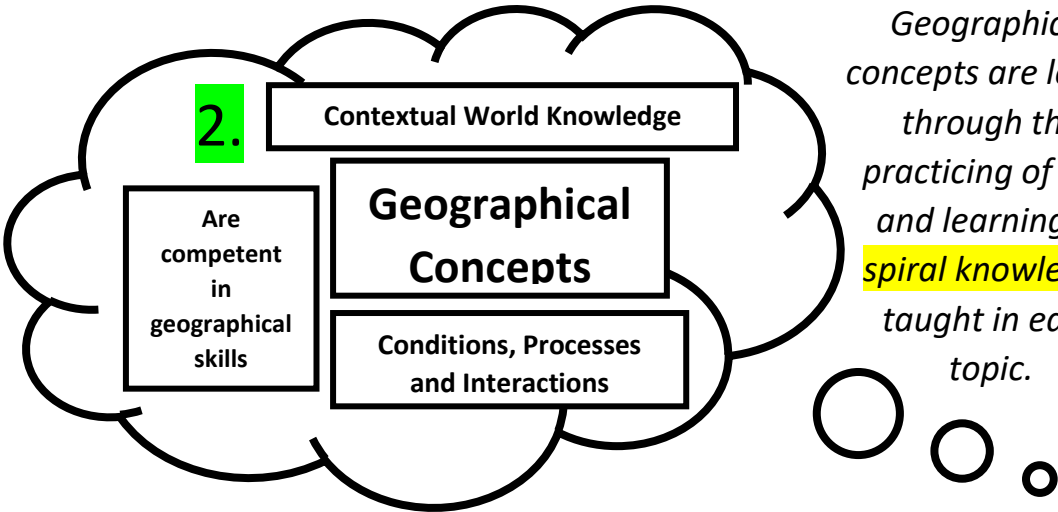 2.
Contextual World Knowledge
Geographical
Concepts
Are
competent
in
geographical
skills
Conditions, Processes
and Interactions
concepts are
through
practicing of
and learning
spiral
taught in
topic.